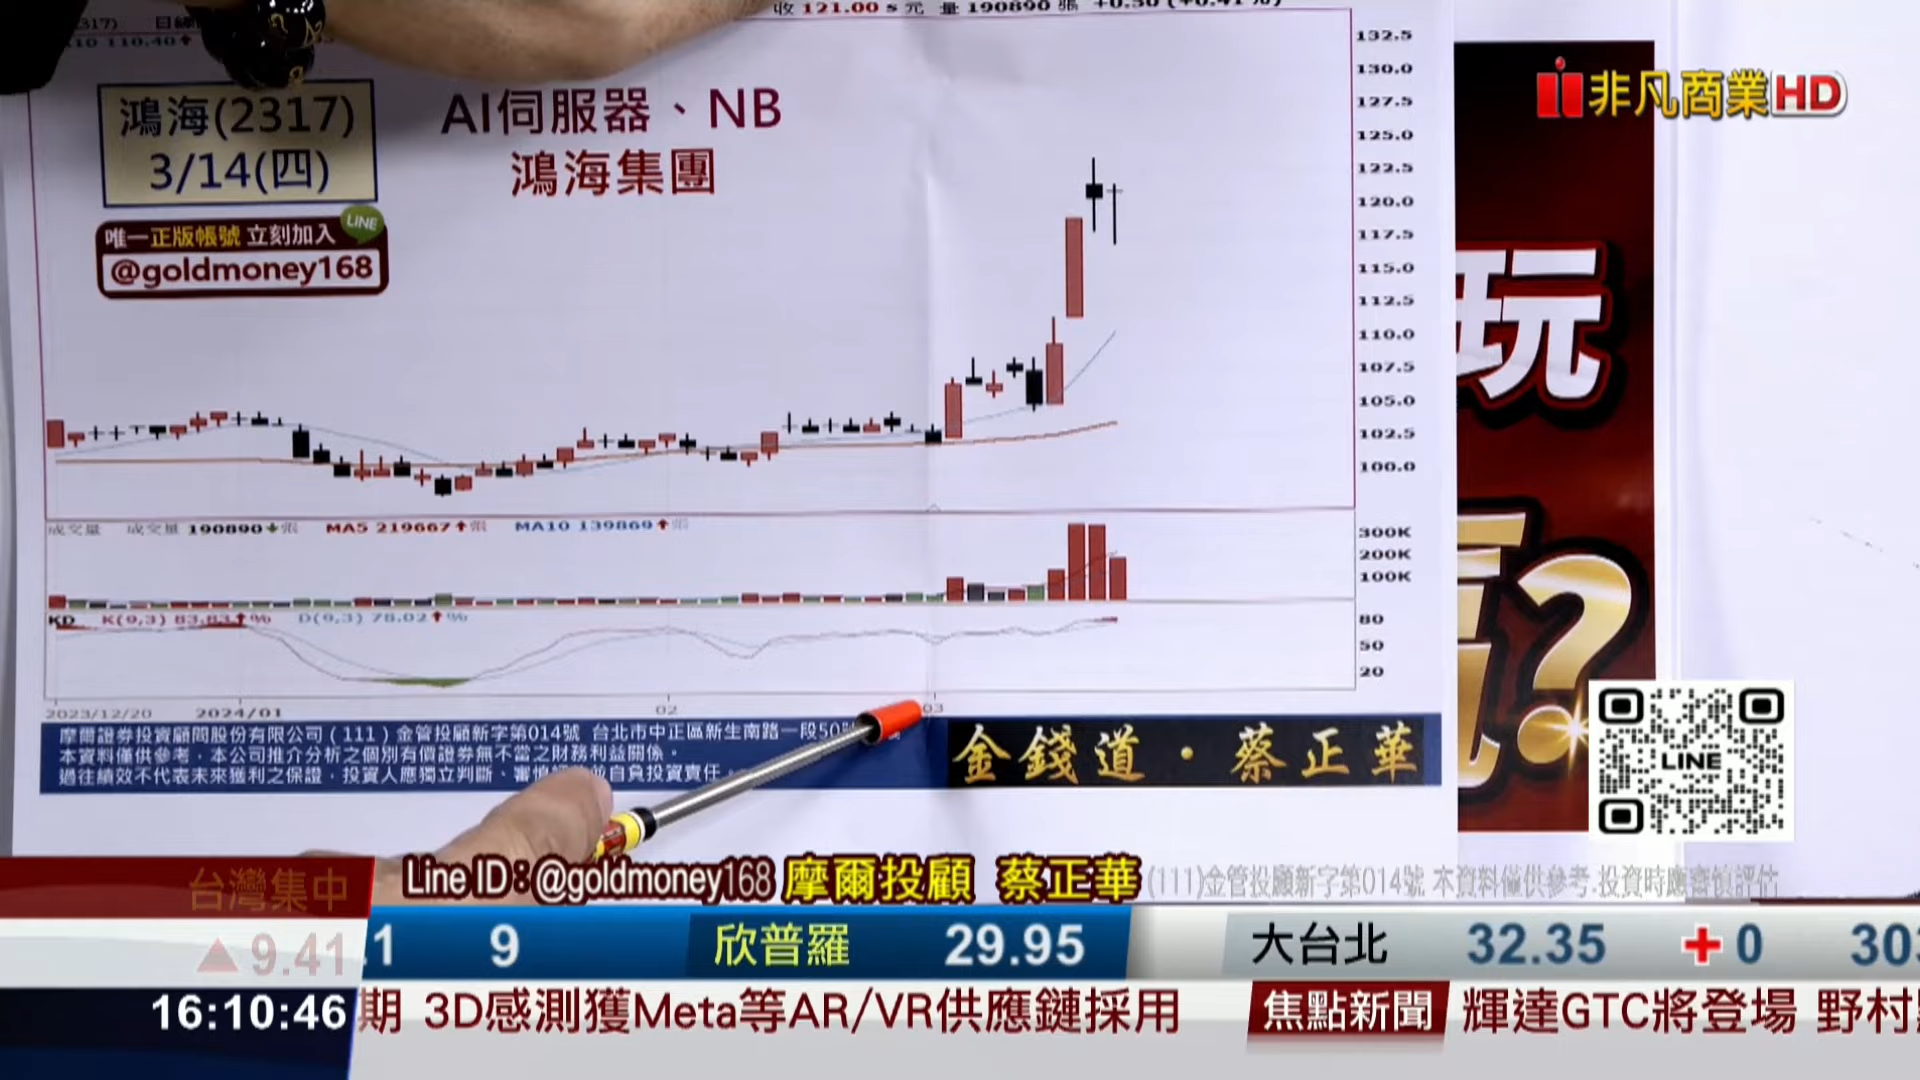 收 121.00 s 元 量 190890 張 +0.50 (+0.41%)
132.5
130.0
127.5
125.0
122.5
120.0
117.5
115.0
112.5
110.0
107.5
105.0
102.5
100.0
鴻海(2317)
3/14(四)
AI伺服器、NB
鴻海集團
唯一正版帳號 立刻加入
LINE
@goldmoney168
非凡商業HD
玩
?
成交量 成交量 190890 張 MA5 219667 張 MA10 139869 張
300K
200K
100K
KD K(9,3) 83.83 % D(9,3) 78.02 %
80
50
20
2023/12/20 2024/01 02 03
摩爾證券投資顧問股份有限公司（111）金管投顧新字第014號 台北市中正區新生南路一段50號
本資料僅供參考，本公司推介分析之個別有價證券無不當之財務利益關係。
過往績效不代表未來獲利之保證，投資人應獨立判斷、審慎評估並自負投資責任。
金錢道・蔡正華
LINE
Line ID：@goldmoney168 摩爾投顧 蔡正華 (111)金管投顧新字第014號 本資料僅供參考.投資時應審慎評估
台灣集中
▲9.41
1 9 欣普羅 29.95 大台北 32.35 +0 303
16:10:46
期 3D感測獲Meta等AR/VR供應鏈採用 焦點新聞 輝達GTC將登場 野村